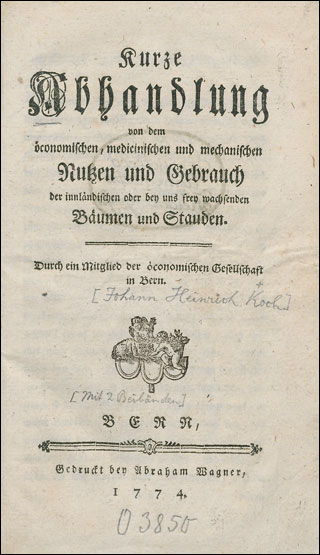 Kurze
Abhandlung
von dem
öconomischen, medicinischen und mechanischen
Nutzen und Gebrauch
der innländischen oder bey uns frey wachsenden
Bäumen und Stauden.
Durch ein Mitglied der öconomischen Gesellschaft
in Bern.
[Johann Heinrich Koch]
[Mit 2 Beibänden]
BERN,
Gedruckt bey Abraham Wagner,
1774.
O 3850